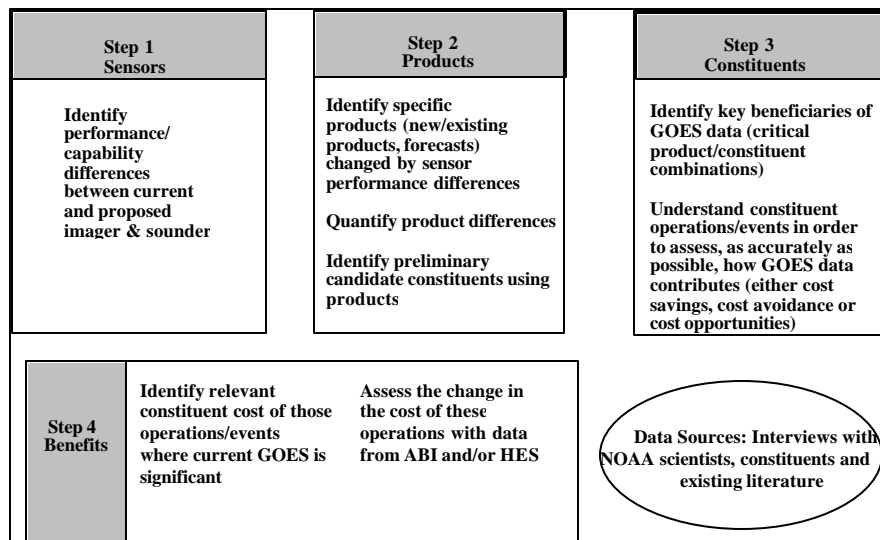 Step 1
Sensors
Identify
performance/
capability
differences
between current
and proposed
imager & sounder
Step 2
Products
Identify specific
products (new/existing
products, forecasts)
changed by sensor
performance differences
Quantify product differences
Identify preliminary
candidate constituents using
products
Step 3
Constituents
Identify key beneficiaries of
GOES data (critical
product/constituent
combinations)
Understand constituent
operations/events in order
to assess, as accurately as
possible, how GOES data
contributes (either cost
savings, cost avoidance or
cost opportunities)
Step 4
Benefits
Identify relevant
constituent cost of those
operations/events
where current GOES is
significant
Assess the change in
the cost of these
operations with data
from ABI and/or HES
Data Sources: Interviews with
NOAA scientists, constituents and
existing literature